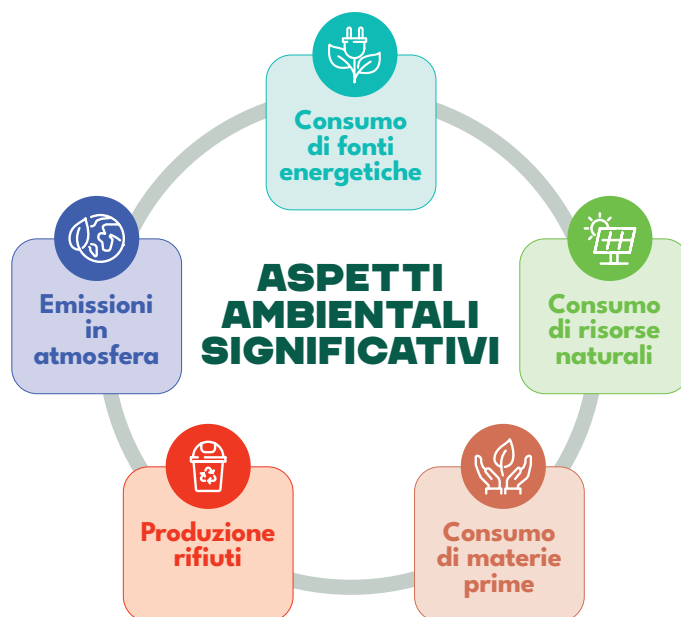 Consumo
di fonti
energetiche
Emissioni
in
atmosfera
ASPETTI
AMBIENTALI
SIGNIFICATIVI
Consumo
di risorse
naturali
Produzione
rifiuti
Consumo
di materie
prime